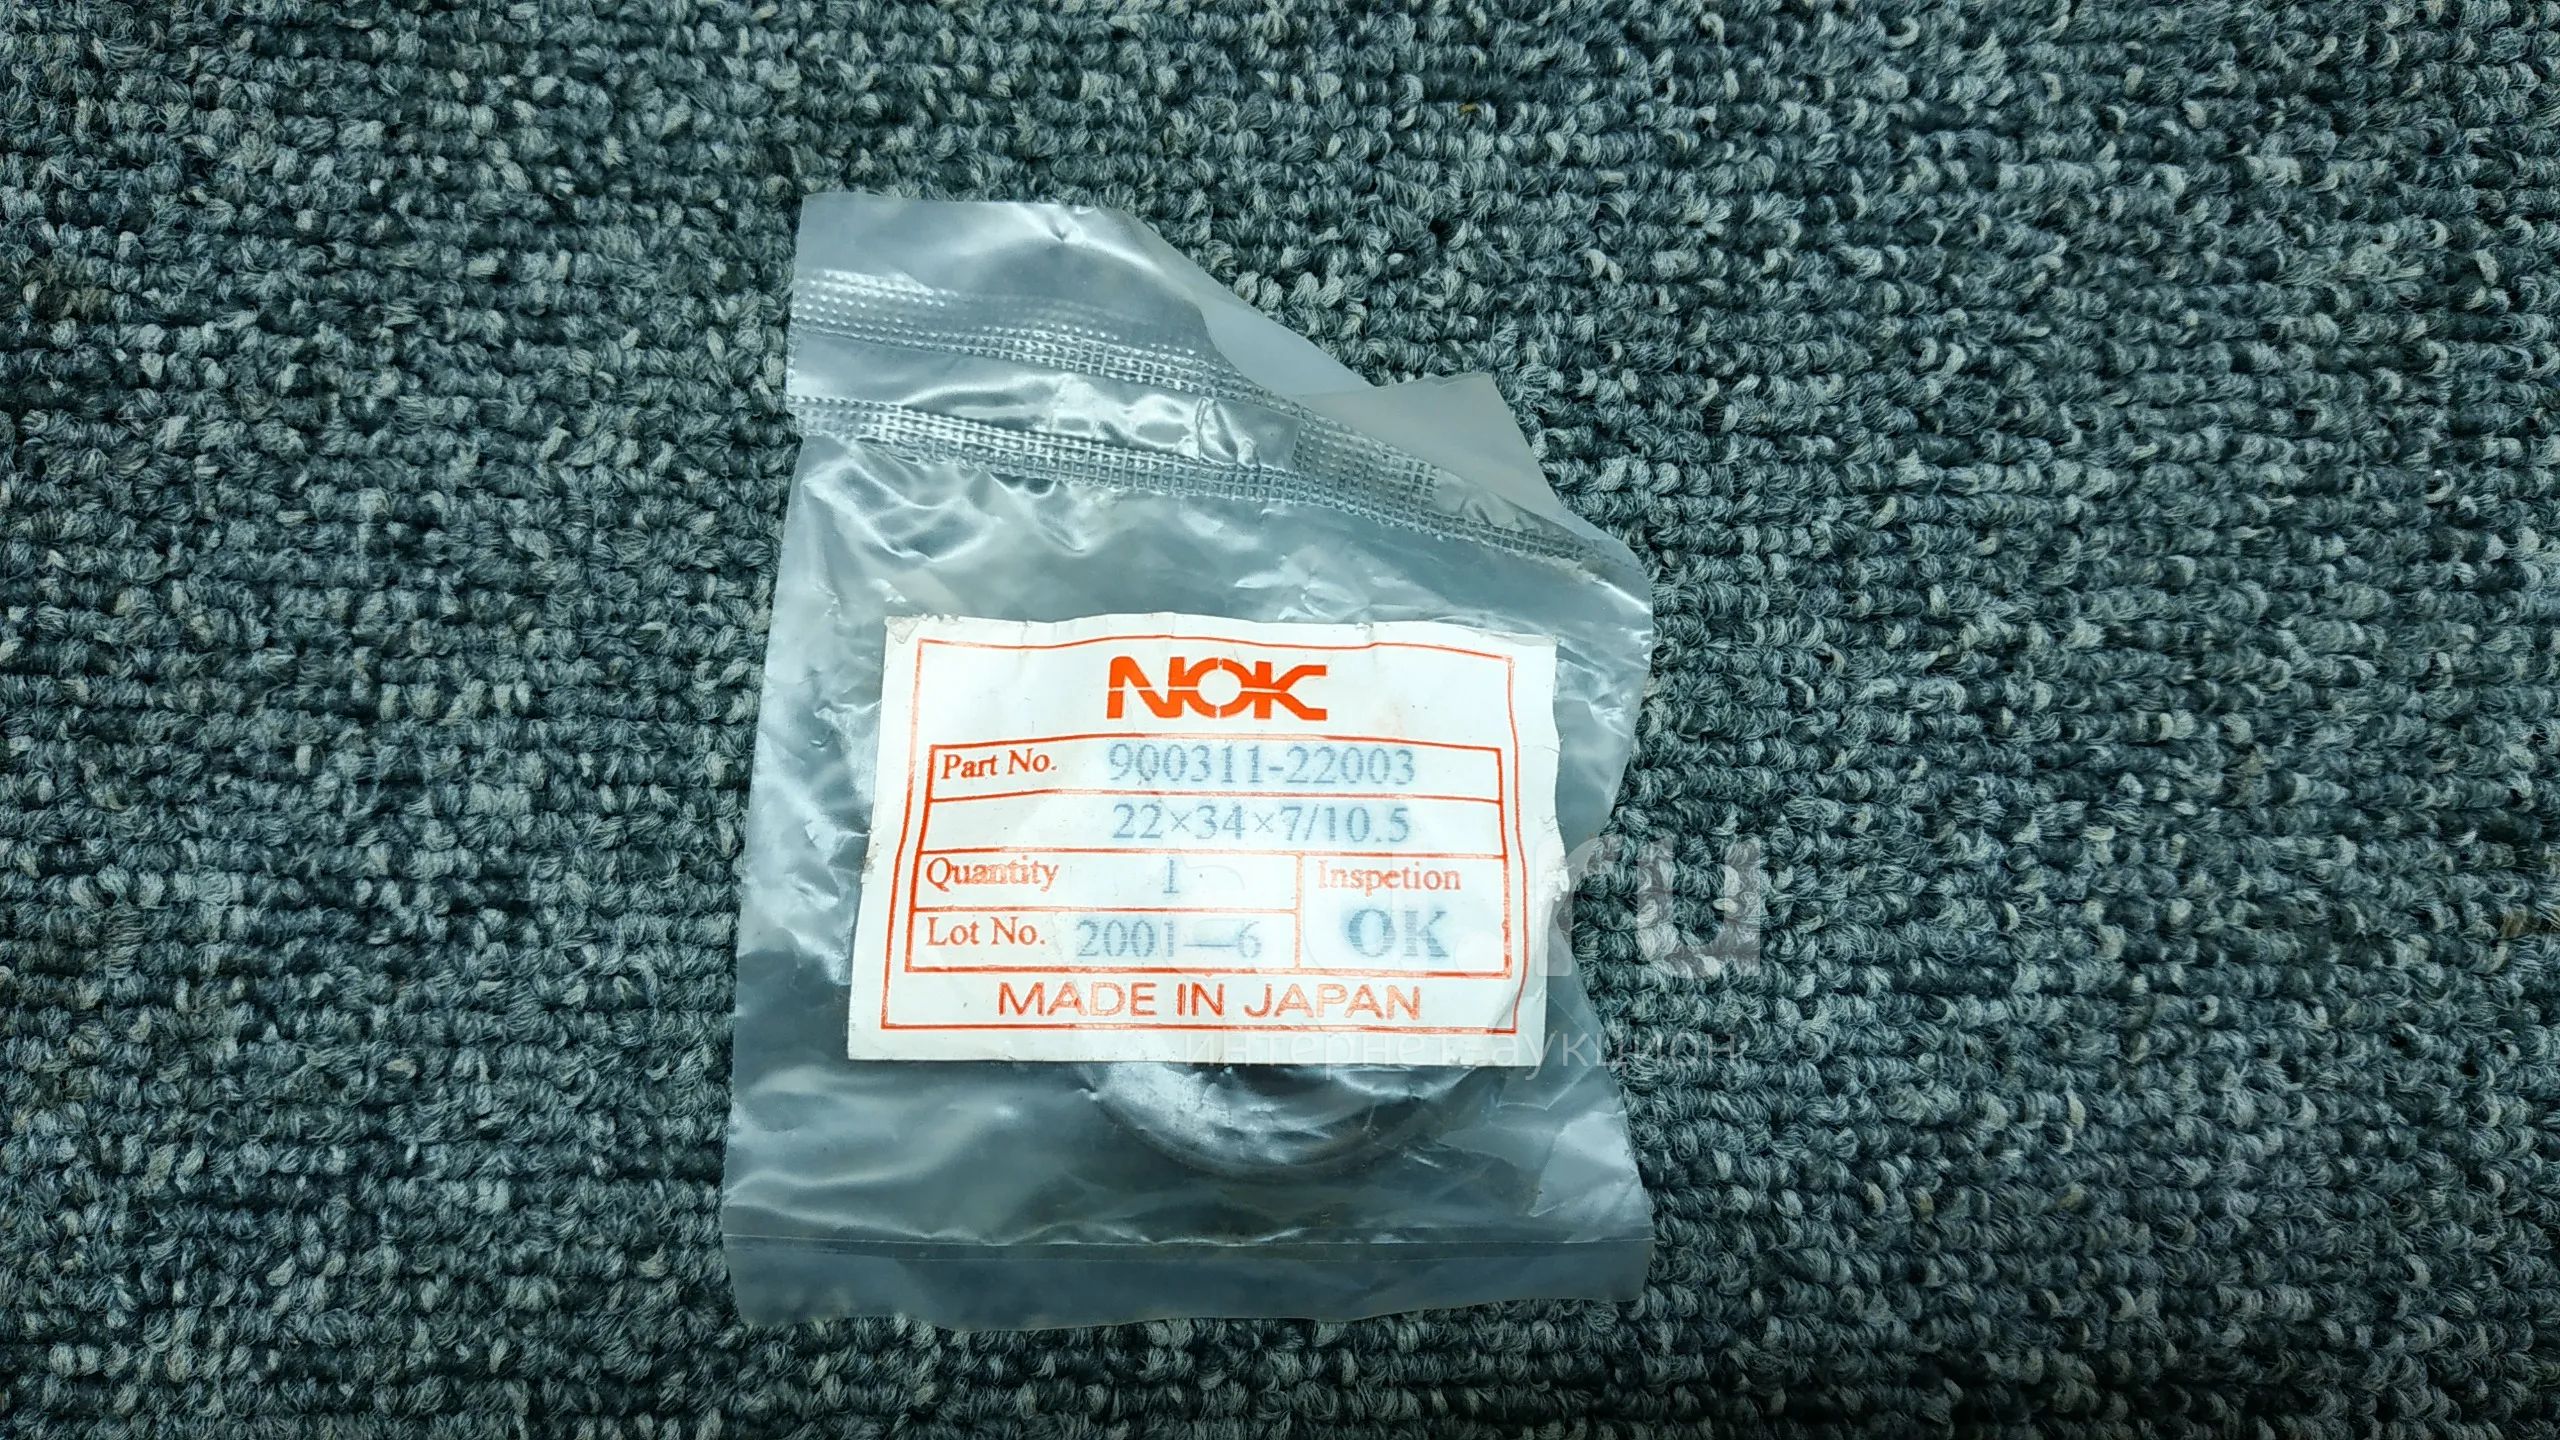 NOK
Part No. 900311-22003
22×34×7/10.5
Quantity 1
Inspetion
OK
Lot No. 2001—6
MADE IN JAPAN
.ru
интернет-аукцион